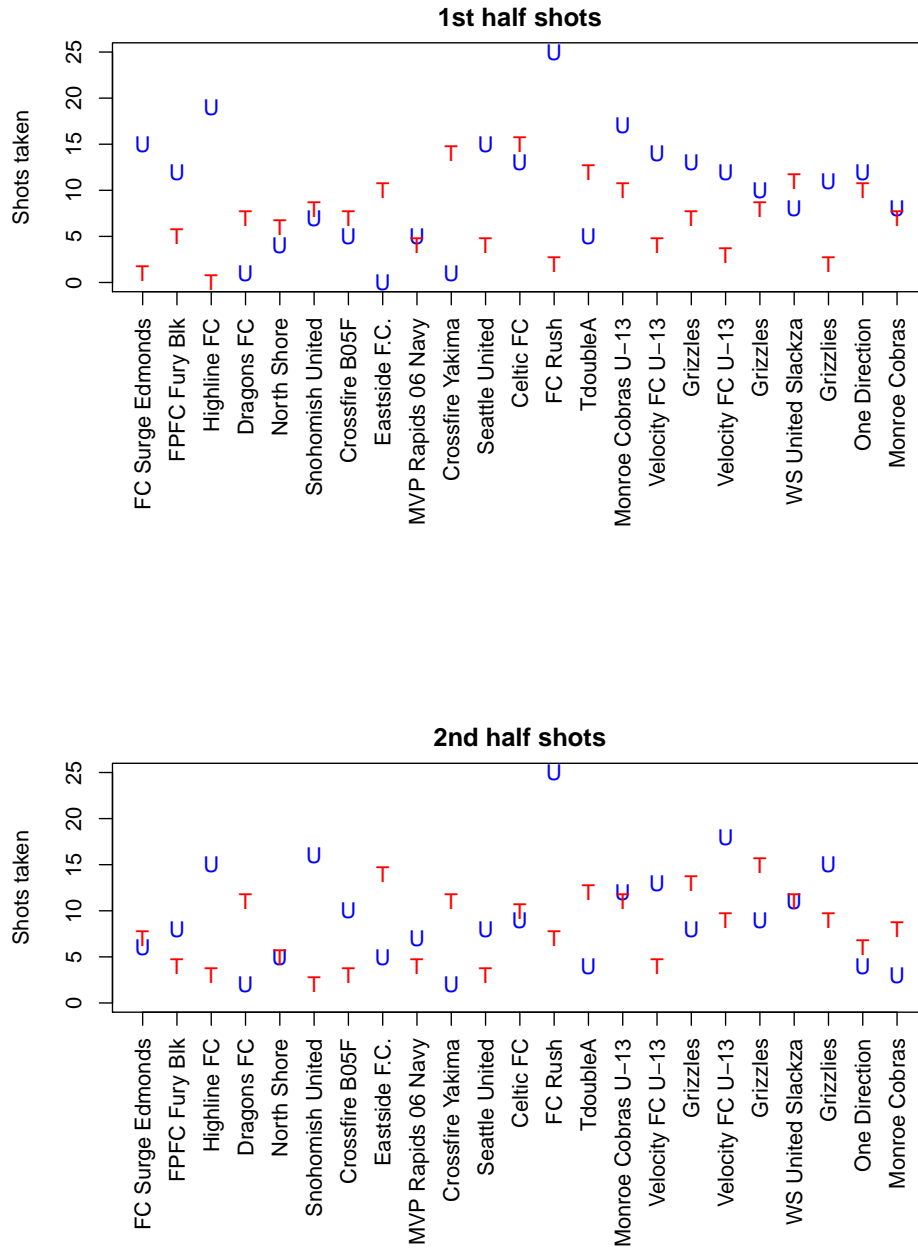 1st half shots
Shots taken
25
20
15
10
5
0
U U U U U U U U U U U U U U U U U U U U U U U
T T T T T T T T T T T T T T T T T T T T T T T
FC Surge Edmonds
FPFC Fury Blk
Highline FC
Dragons FC
North Shore
Snohomish United
Crossfire B05F
Eastside F.C.
MVP Rapids 06 Navy
Crossfire Yakima
Seattle United
Celtic FC
FC Rush
TdoubleA
Monroe Cobras U−13
Velocity FC U−13
Grizzles
Velocity FC U−13
Grizzles
WS United Slackza
Grizzlies
One Direction
Monroe Cobras
2nd half shots
Shots taken
25
20
15
10
5
0
U U U U U U U U U U U U U U U U U U U U U U U
T T T T T T T T T T T T T T T T T T T T T T T
FC Surge Edmonds
FPFC Fury Blk
Highline FC
Dragons FC
North Shore
Snohomish United
Crossfire B05F
Eastside F.C.
MVP Rapids 06 Navy
Crossfire Yakima
Seattle United
Celtic FC
FC Rush
TdoubleA
Monroe Cobras U−13
Velocity FC U−13
Grizzles
Velocity FC U−13
Grizzles
WS United Slackza
Grizzlies
One Direction
Monroe Cobras